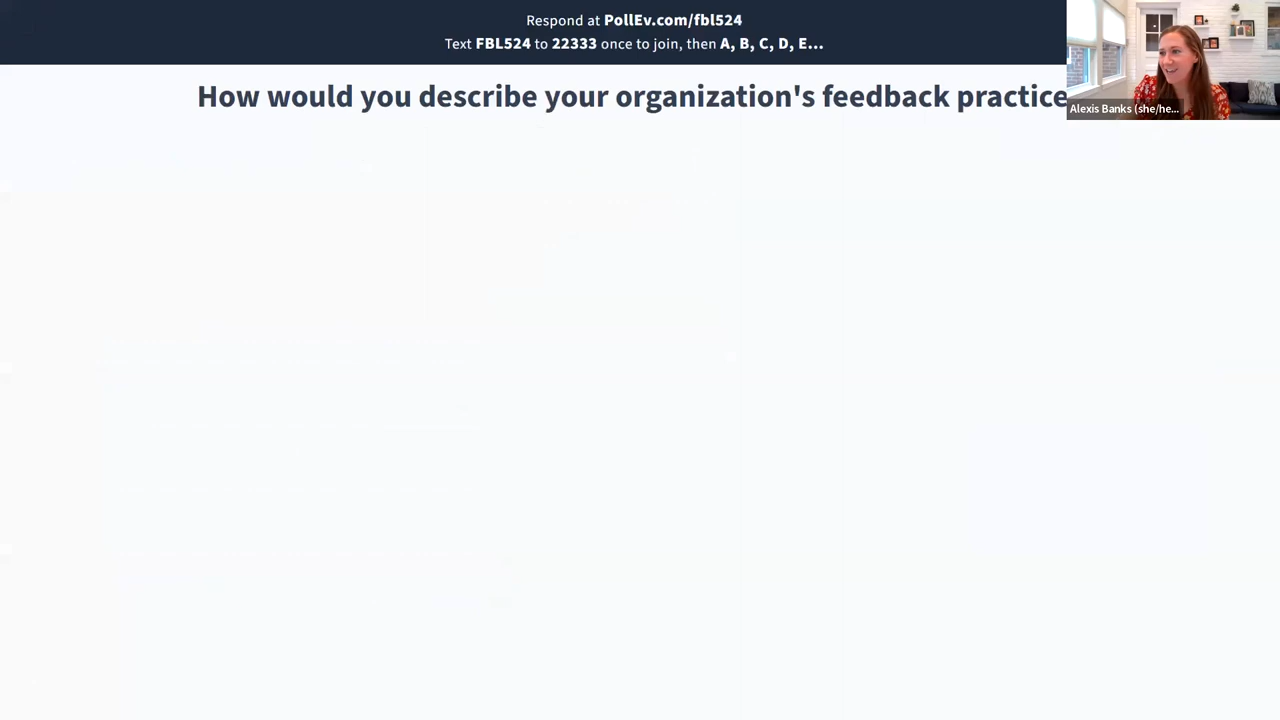 Respond at PollEv.com/fbl524
Text FBL524 to 22333 once to join, then A, B, C, D, E...
How would you describe your organization's feedback practice
Alexis Banks (she/he...